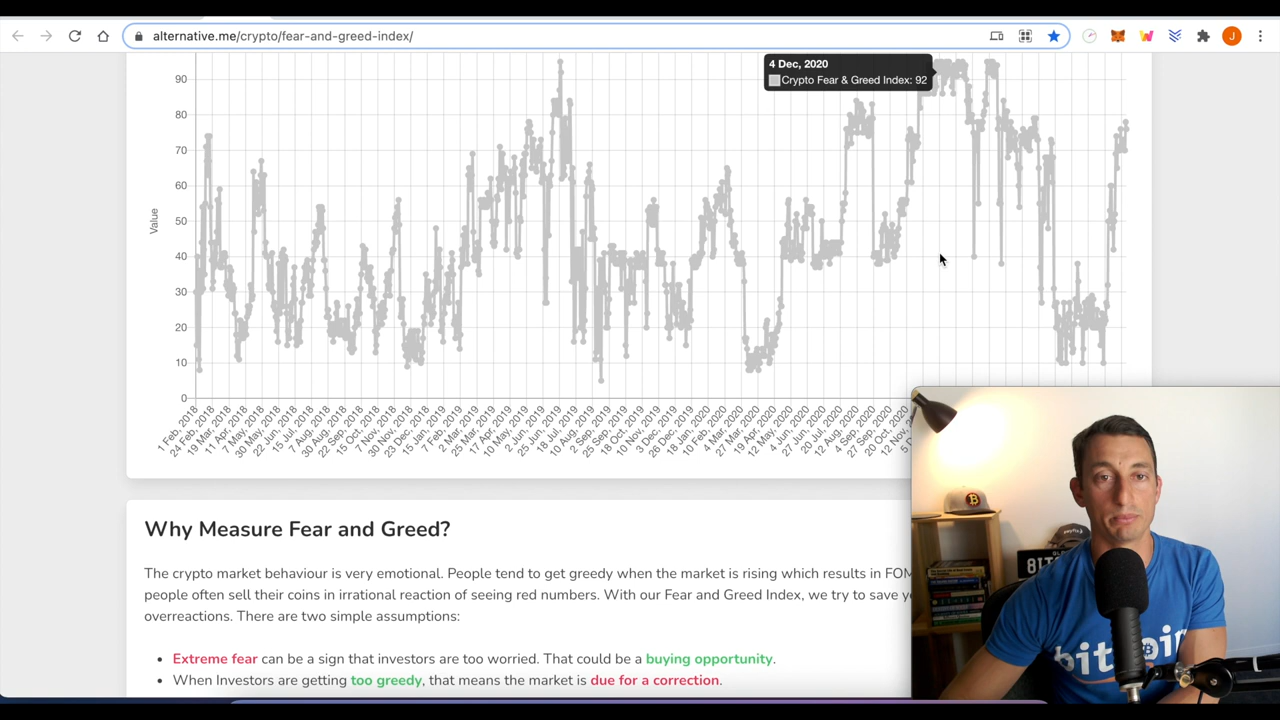 alternative.me/crypto/fear-and-greed-index/
J
4 Dec, 2020
Crypto Fear & Greed Index: 92
90
80
70
60
50
40
30
20
10
0
Value
1 Feb, 2018
24 Feb, 2018
19 Mar, 2018
11 Apr, 2018
7 May, 2018
30 May, 2018
22 Jun, 2018
15 Jul, 2018
7 Aug, 2018
30 Aug, 2018
22 Sep, 2018
15 Oct, 2018
7 Nov, 2018
30 Nov, 2018
23 Dec, 2018
15 Jan, 2019
7 Feb, 2019
2 Mar, 2019
25 Mar, 2019
17 Apr, 2019
10 May, 2019
2 Jun, 2019
25 Jun, 2019
18 Jul, 2019
10 Aug, 2019
2 Sep, 2019
25 Sep, 2019
18 Oct, 2019
10 Nov, 2019
3 Dec, 2019
26 Dec, 2019
18 Jan, 2020
10 Feb, 2020
4 Mar, 2020
27 Mar, 2020
19 Apr, 2020
12 May, 2020
4 Jun, 2020
27 Jun, 2020
20 Jul, 2020
12 Aug, 2020
4 Sep, 2020
27 Sep, 2020
20 Oct, 2020
12 Nov,
Why Measure Fear and Greed?
The crypto market behaviour is very emotional. People tend to get greedy when the market is rising which results in FOM
people often sell their coins in irrational reaction of seeing red numbers. With our Fear and Greed Index, we try to save y
overreactions. There are two simple assumptions:
• Extreme fear can be a sign that investors are too worried. That could be a buying opportunity.
• When Investors are getting too greedy, that means the market is due for a correction.
bitcoin